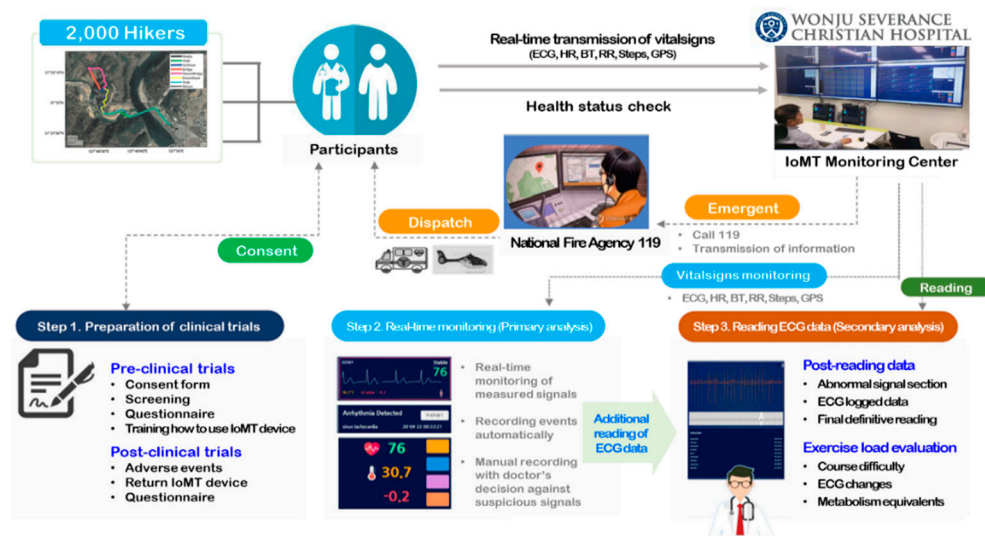 2,000 Hikers
Participants
Real-time transmission of vitalsigns
(ECG, HR, BT, RR, Steps, GPS)
Health status check
WONJU SEVERANCE
CHRISTIAN HOSPITAL
IoMT Monitoring Center
National Fire Agency 119
Emergent
• Call 119
• Transmission of information
Dispatch
Consent
Vitalsigns monitoring
• ECG, HR, BT, RR, Steps, GPS
Reading
Step 1. Preparation of clinical trials
Pre-clinical trials
• Consent form
• Screening
• Questionnaire
• Training how to use IoMT device
Post-clinical trials
• Adverse events
• Return IoMT device
• Questionnaire
Step 2. Real-time monitoring (Primary analysis)
Stable
76
Arrhythmia Detected
76
30.7
-0.2
• Real-time
monitoring of
measured signals
• Recording events
automatically
• Manual recording
with doctor's
decision against
suspicious signals
Additional
reading of
ECG data
Step 3. Reading ECG data (Secondary analysis)
Post-reading data
• Abnormal signal section
• ECG logged data
• Final definitive reading
Exercise load evaluation
• Course difficulty
• ECG changes
• Metabolism equivalents